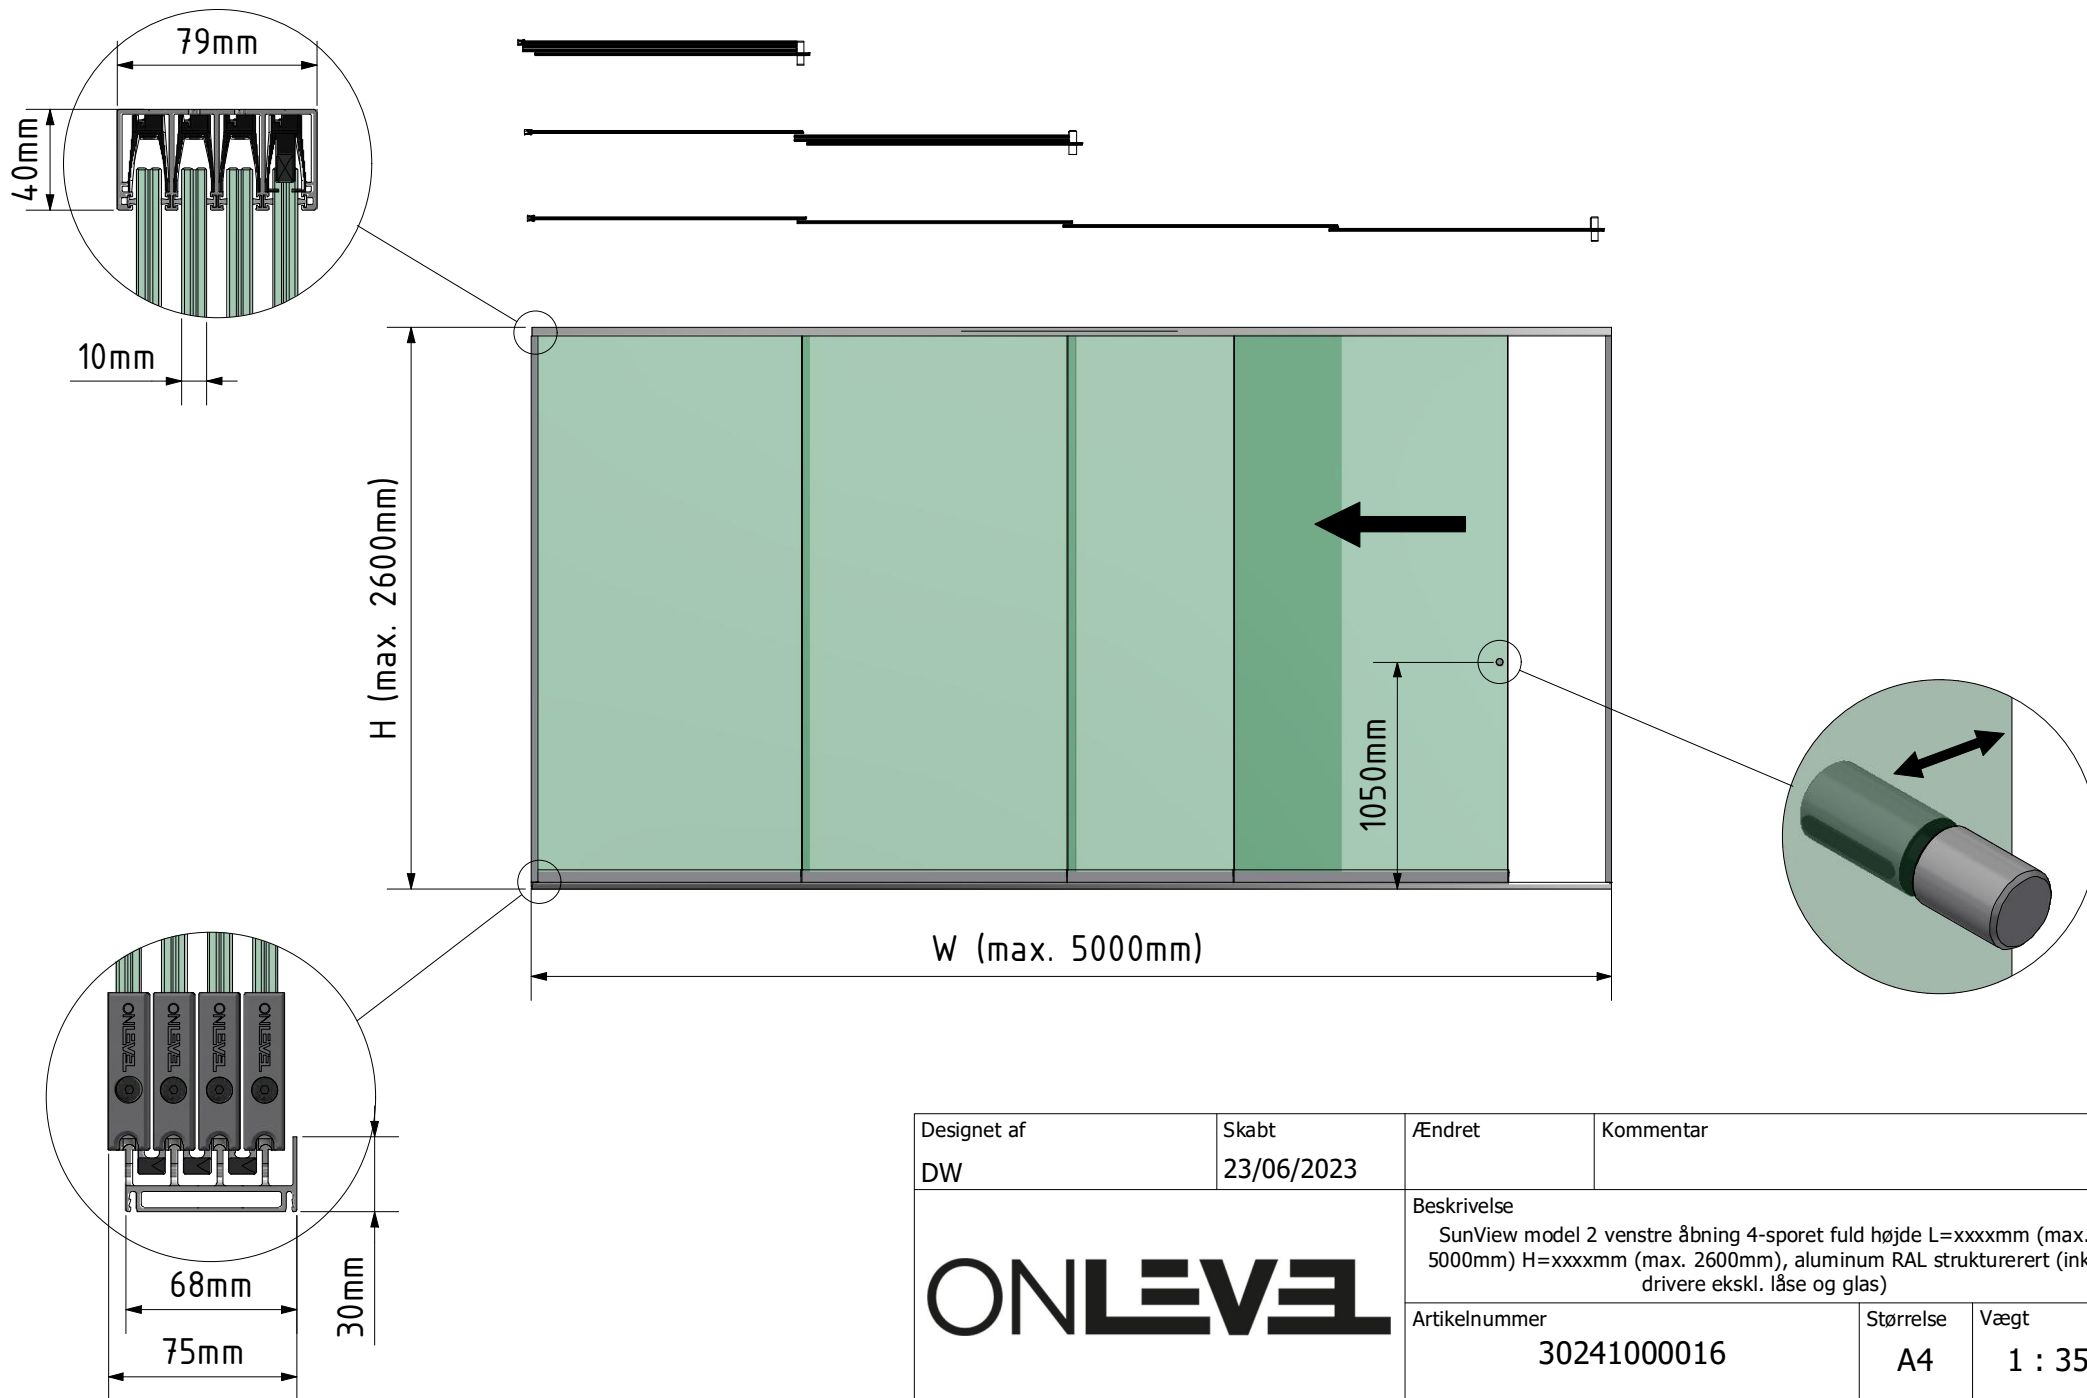 79mm
40mm
10mm
H (max. 2600mm)
1050mm
W (max. 5000mm)
ONLEVEL
ONLEVEL
ONLEVEL
ONLEVEL
68mm
30mm
75mm
Designet af
DW
Skabt
23/06/2023
Ændret
Kommentar
ONLEVEL
Beskrivelse
SunView model 2 venstre åbning 4-sporet fuld højde L=xxxxmm (max.
5000mm) H=xxxxmm (max. 2600mm), aluminum RAL strukturerert (ink
drivere ekskl. låse og glas)
Artikelnummer
30241000016
Størrelse
A4
Vægt
1 : 35